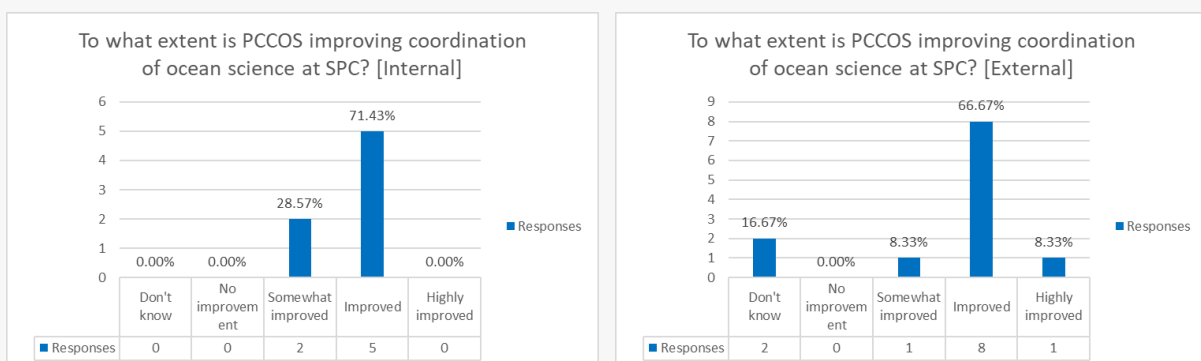 To what extent is PCCOS improving coordination
of ocean science at SPC? [Internal]
6
5
4
3
2
1
0
0.00%
0.00%
28.57%
71.43%
0.00%
Don't
know
No
improvem
ent
Somewhat
improved
Improved
Highly
improved
Responses 0 0 2 5 0
Responses
To what extent is PCCOS improving coordination
of ocean science at SPC? [External]
9
8
7
6
5
4
3
2
1
0
16.67%
0.00%
8.33%
66.67%
8.33%
Don't
know
No
improvem
ent
Somewhat
improved
Improved
Highly
improved
Responses 2 0 1 8 1
Responses